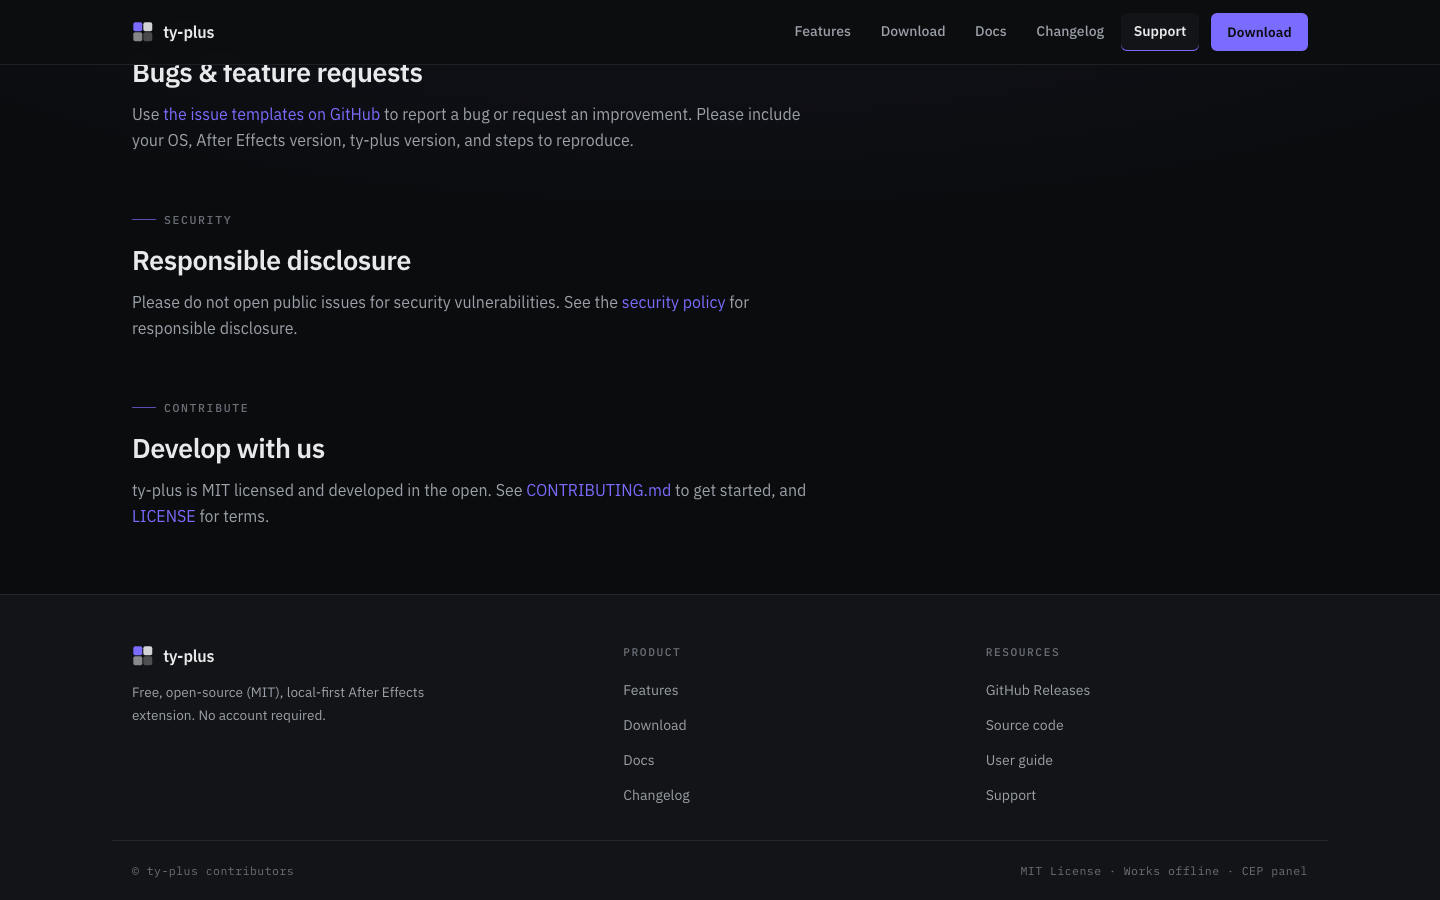 ty-plus
Features Download Docs Changelog Support Download
Bugs & feature requests
Use the issue templates on GitHub to report a bug or request an improvement. Please include
your OS, After Effects version, ty-plus version, and steps to reproduce.
SECURITY
Responsible disclosure
Please do not open public issues for security vulnerabilities. See the security policy for
responsible disclosure.
CONTRIBUTE
Develop with us
ty-plus is MIT licensed and developed in the open. See CONTRIBUTING.md to get started, and
LICENSE for terms.
ty-plus
Free, open-source (MIT), local-first After Effects
extension. No account required.
PRODUCT
Features
Download
Docs
Changelog
RESOURCES
GitHub Releases
Source code
User guide
Support
© ty-plus contributors
MIT License · Works offline · CEP panel